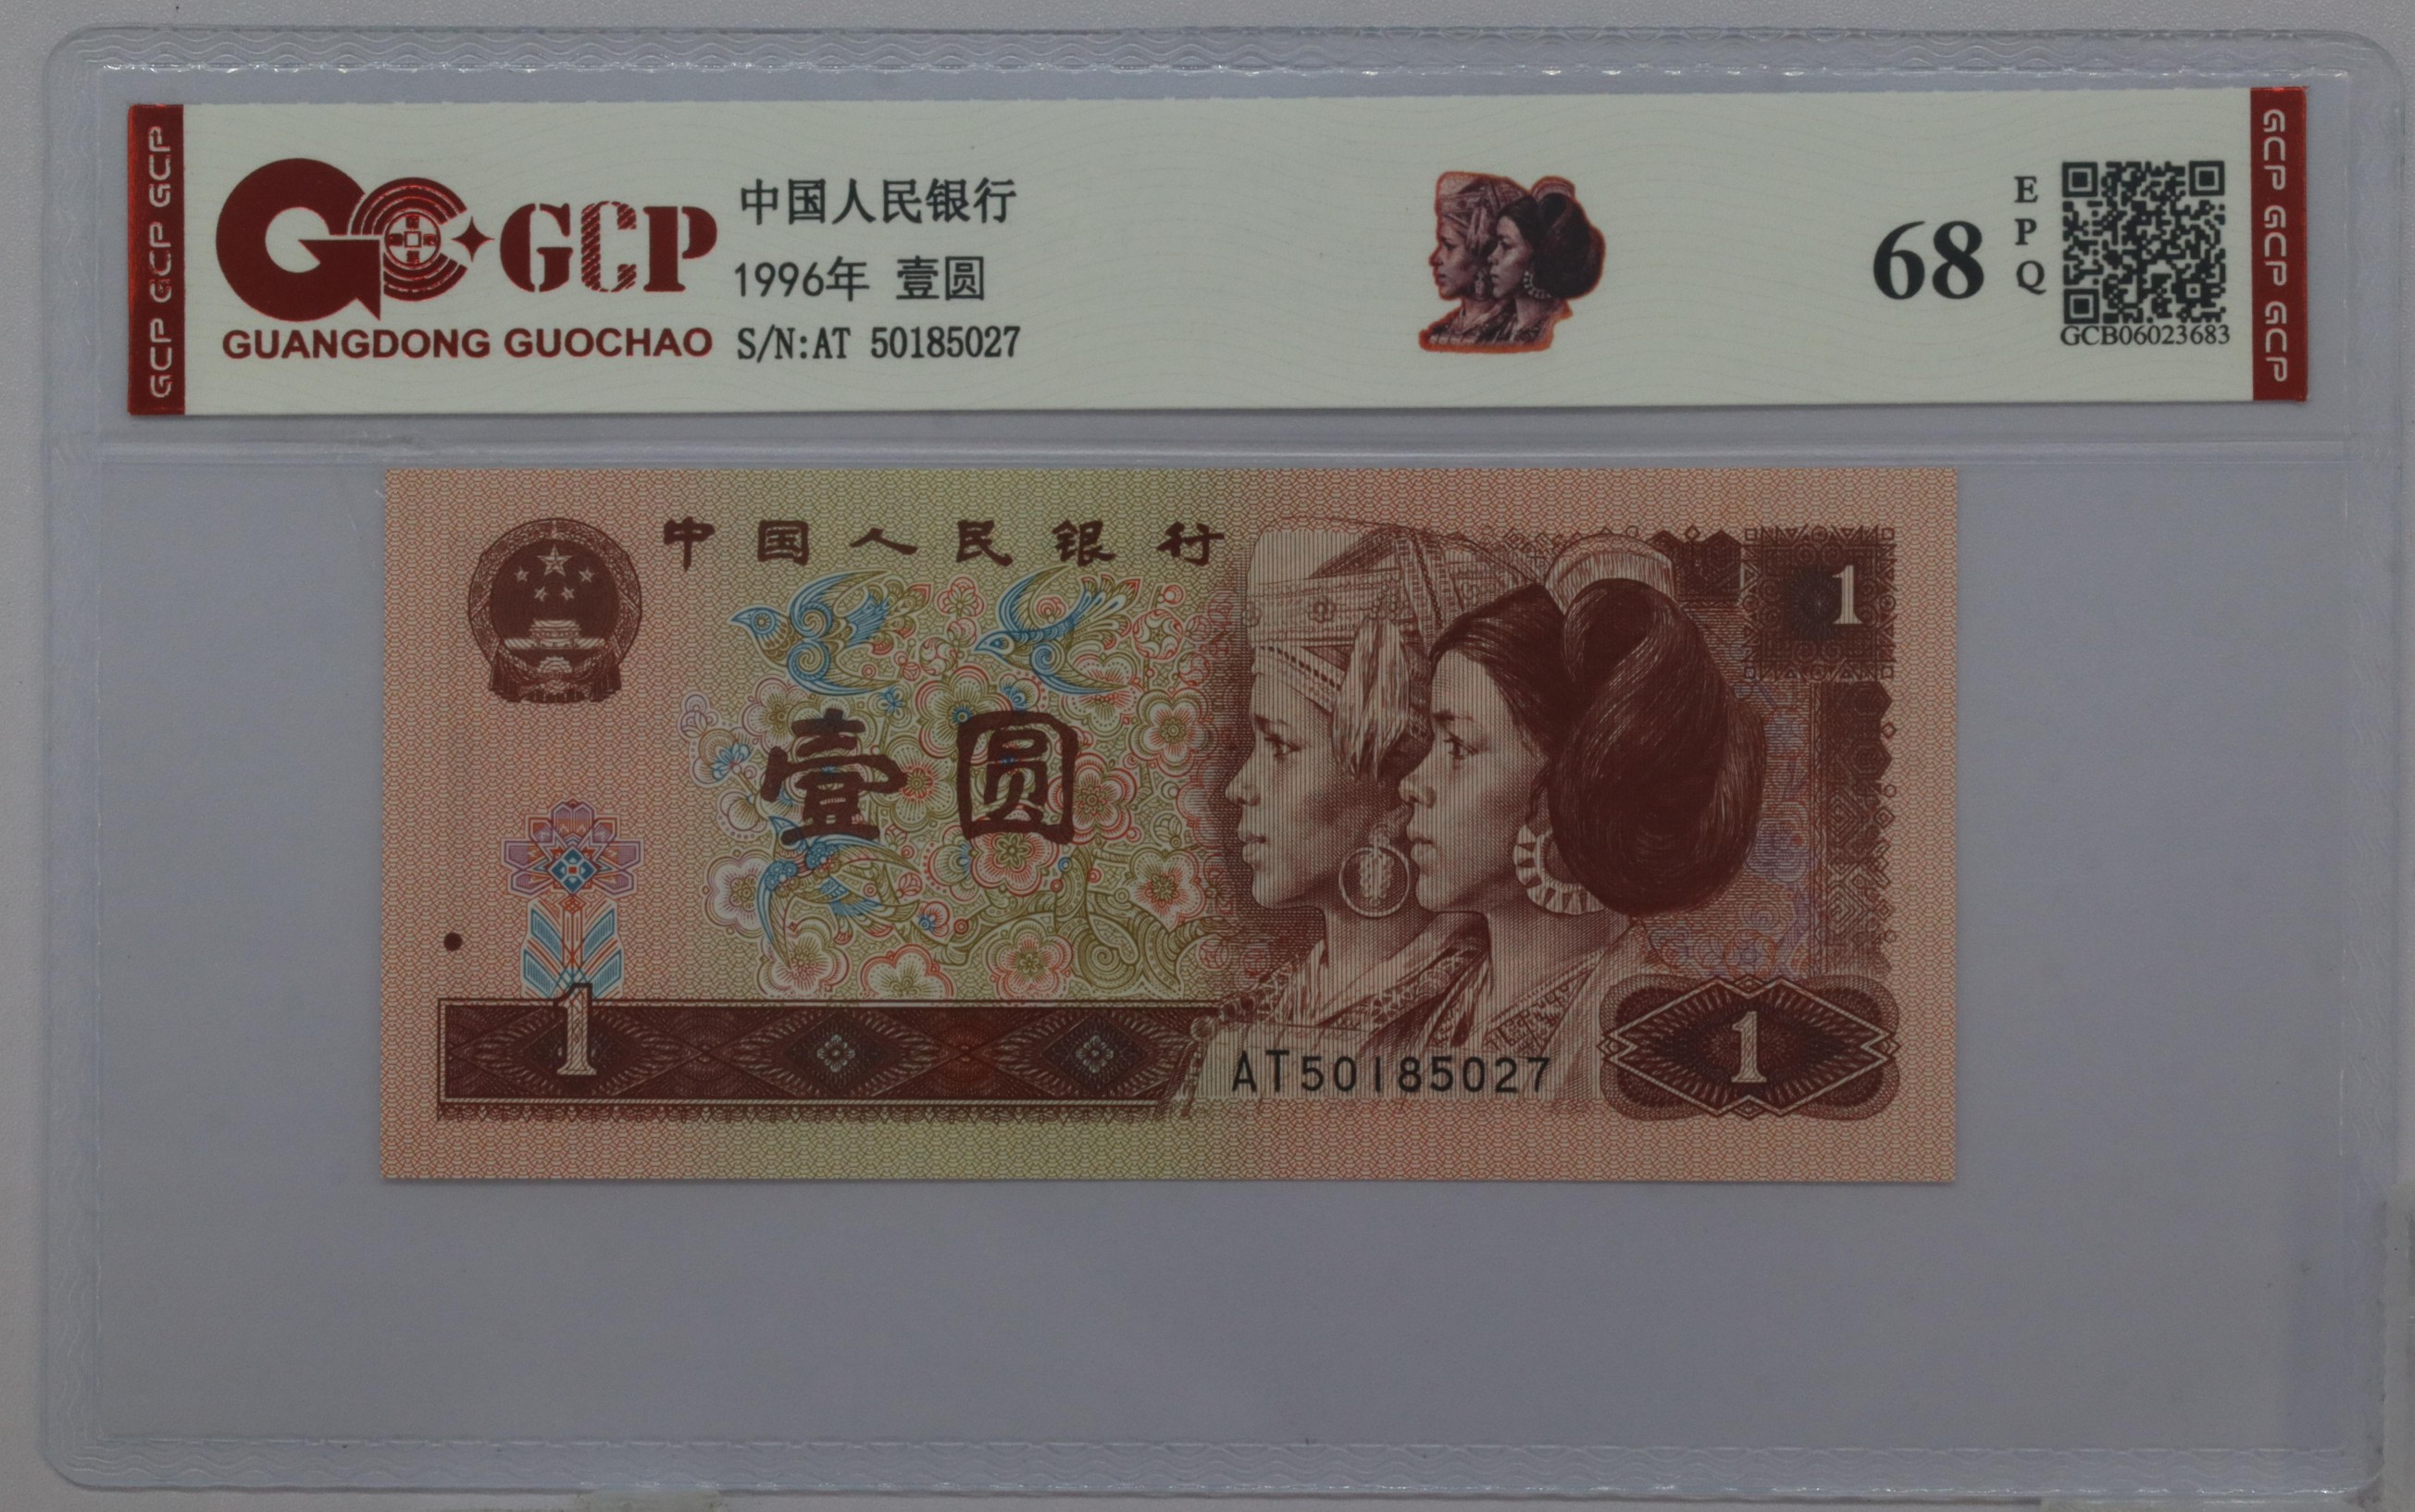 GCP GCP GCP
GCP
GUANGDONG GUOCHAO
中国人民银行
1996年 壹圆
S/N:AT 50185027
68
E
P
Q
GCB06023683
GCP GCP GCP
中国人民银行
1
壹圆
1
AT50185027
1